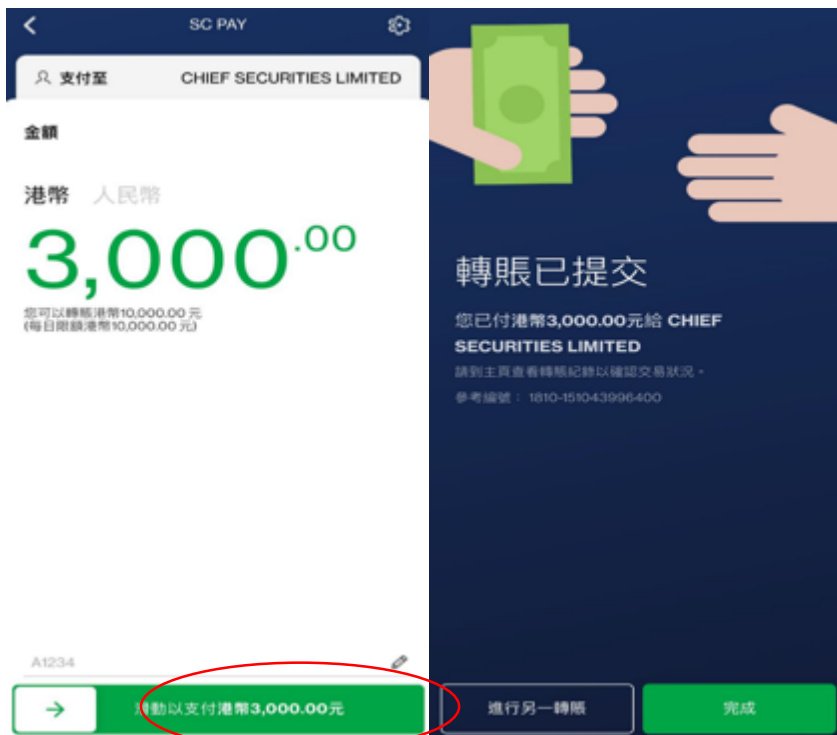 SC PAY
支付至 CHIEF SECURITIES LIMITED
金額
港幣 人民幣
3,000.00
您可以轉賬港幣10,000.00 元
(每日限額港幣10,000.00 元)
A1234
滑動以支付港幣3,000.00元
轉賬已提交
您已付港幣3,000.00元給 CHIEF
SECURITIES LIMITED
請到主頁查看轉賬紀錄以確認交易狀況。
參考編號： 1810-151043996400
進行另一轉賬
完成